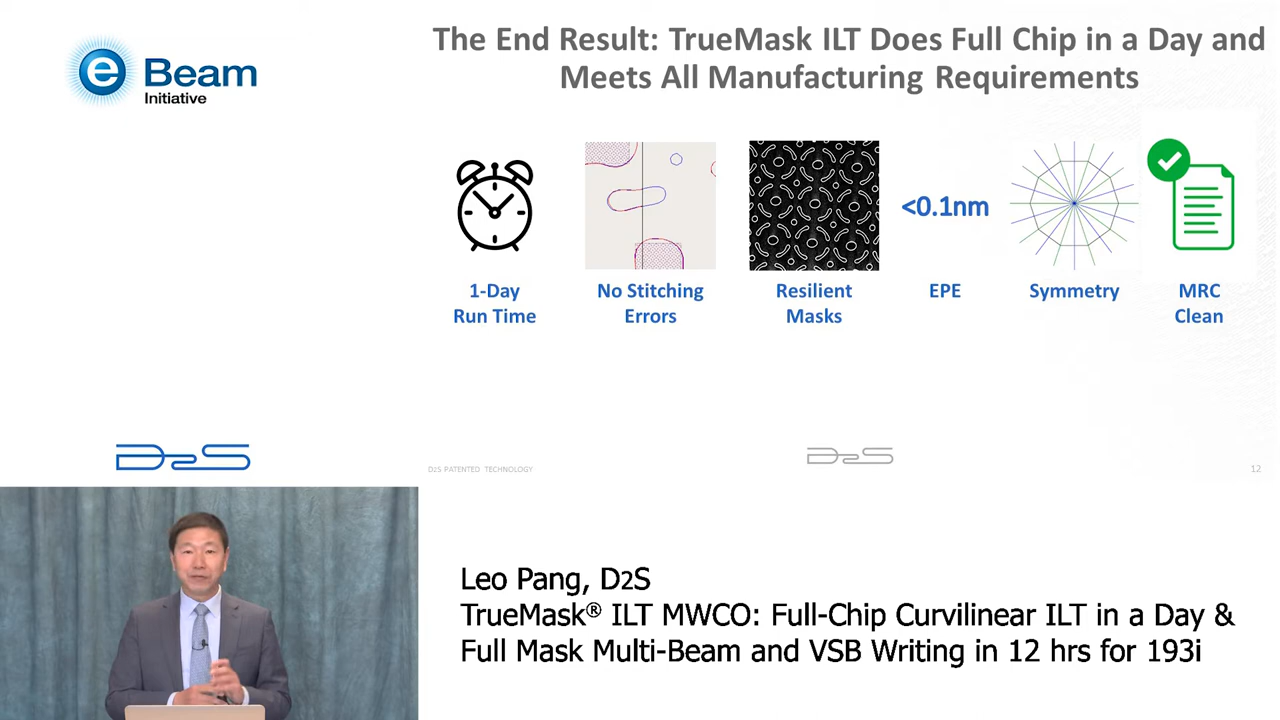 e Beam
Initiative
The End Result: TrueMask ILT Does Full Chip in a Day and
Meets All Manufacturing Requirements
<0.1nm
1-Day
Run Time
No Stitching
Errors
Resilient
Masks
EPE
Symmetry
MRC
Clean
D2S
D2S PATENTED TECHNOLOGY
D2S
12
Leo Pang, D2S
TrueMask® ILT MWCO: Full-Chip Curvilinear ILT in a Day &
Full Mask Multi-Beam and VSB Writing in 12 hrs for 193i